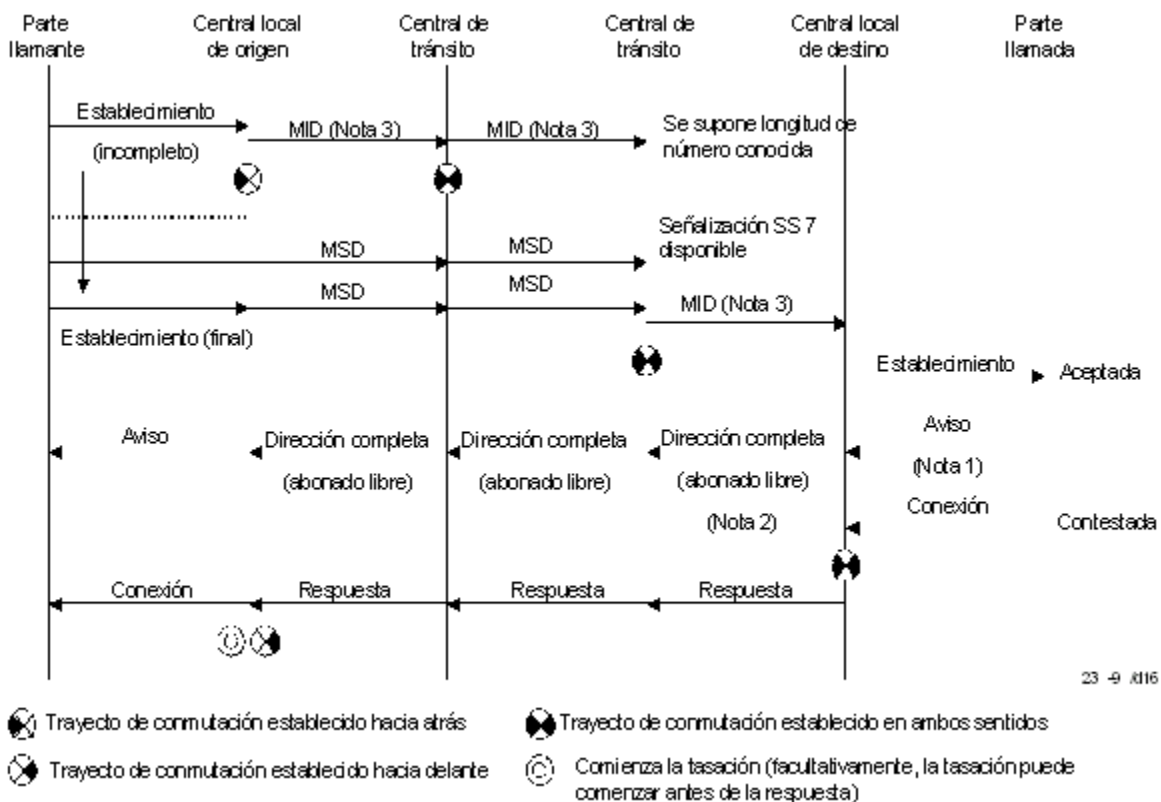 Parte llamante
Central local de origen
Central de tránsito
Central de tránsito
Central local de destino
Parte llamada
Establecimiento
(incompleto)
MID (Nota 3)
MID (Nota 3)
Se supone longitud de
número conocida
MSD
MSD
Señalización SS 7
disponible
MSD
MSD
MID (Nota 3)
Establecimiento (final)
Establecimiento
Aceptada
Aviso
Dirección completa
(abonado libre)
Dirección completa
(abonado libre)
Dirección completa
(abonado libre)
(Nota 2)
Aviso
(Nota 1)
Conexión
Contestada
Conexión
Respuesta
Respuesta
Respuesta
C
Trayecto de conmutación establecido hacia atrás
Trayecto de conmutación establecido en ambos sentidos
Trayecto de conmutación establecido hacia delante
C
Comienza la tasación (facultativamente, la tasación puede
comenzar antes de la respuesta)